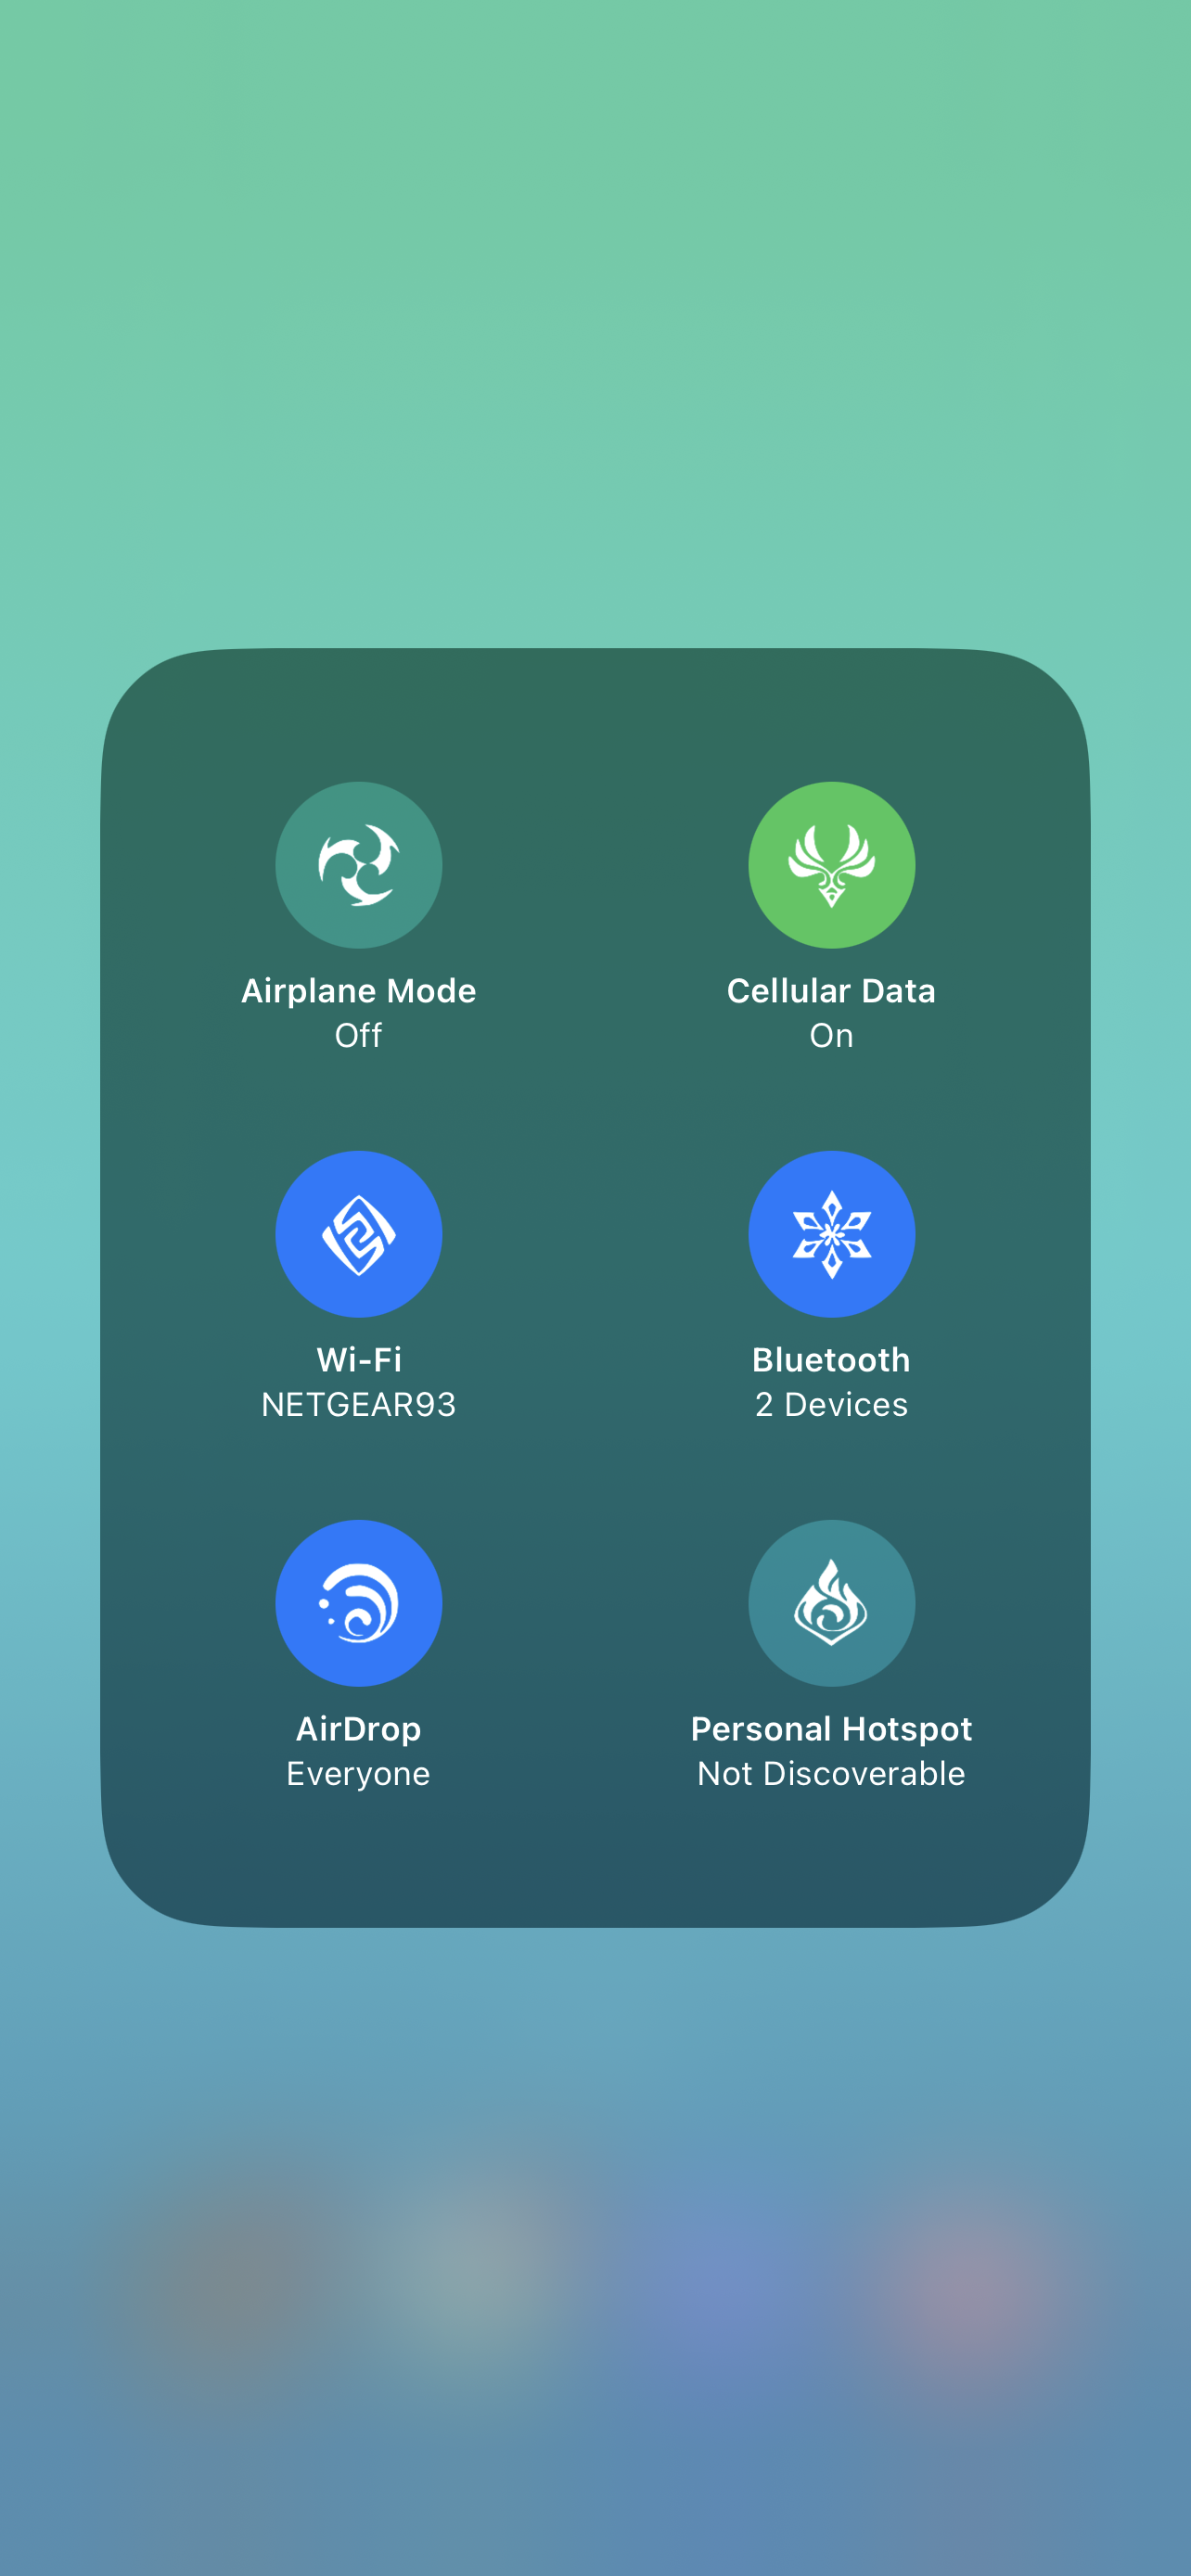 Airplane Mode
Off
Cellular Data
On
Wi-Fi
NETGEAR93
Bluetooth
2 Devices
AirDrop
Everyone
Personal Hotspot
Not Discoverable